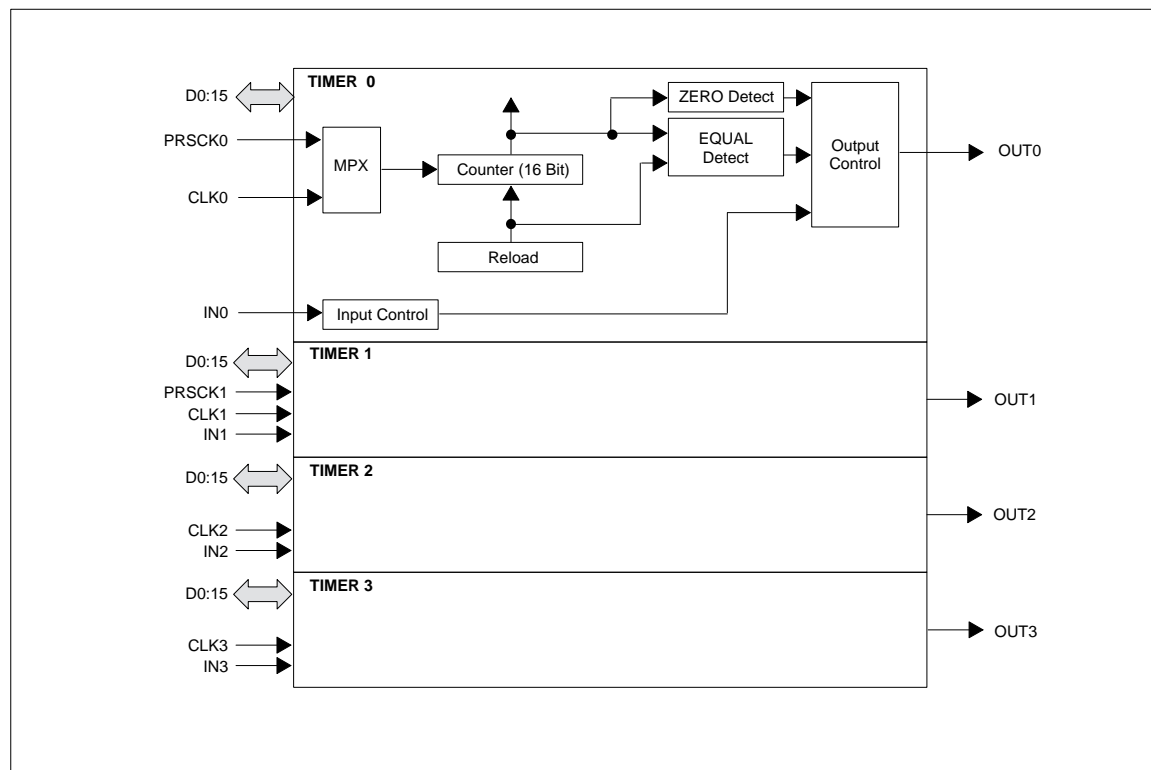 TIMER 0
D0:15
ZERO Detect
PRSCK0
EQUAL
Detect
Output
Control
OUT0
MPX
Counter (16 Bit)
CLK0
Reload
IN0
Input Control
TIMER 1
D0:15
PRSCK1
CLK1
IN1
OUT1
TIMER 2
D0:15
CLK2
IN2
OUT2
TIMER 3
D0:15
CLK3
IN3
OUT3